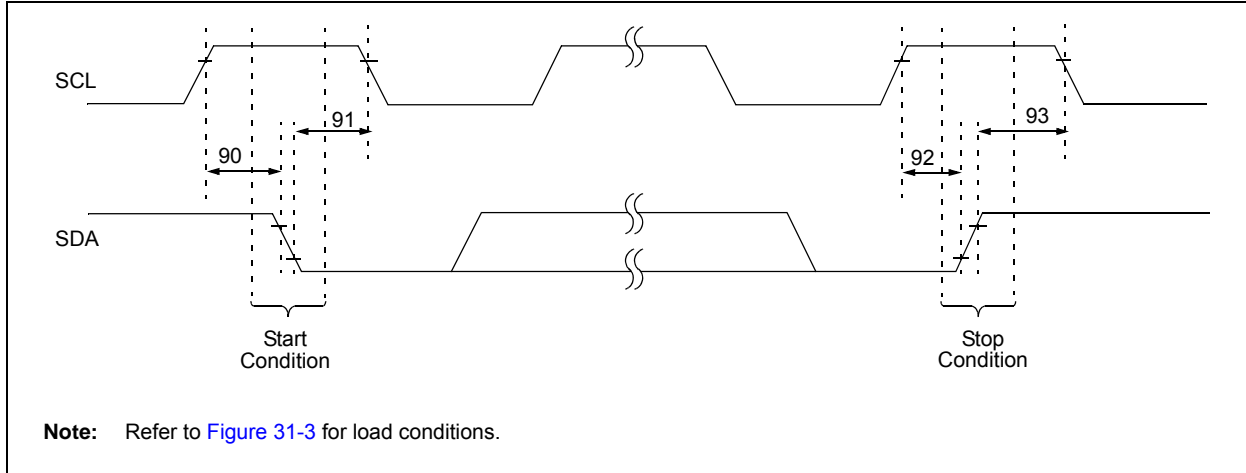 SCL
91
93
90
92
SDA
Start
Condition
Stop
Condition
Note: Refer to Figure 31-3 for load conditions.